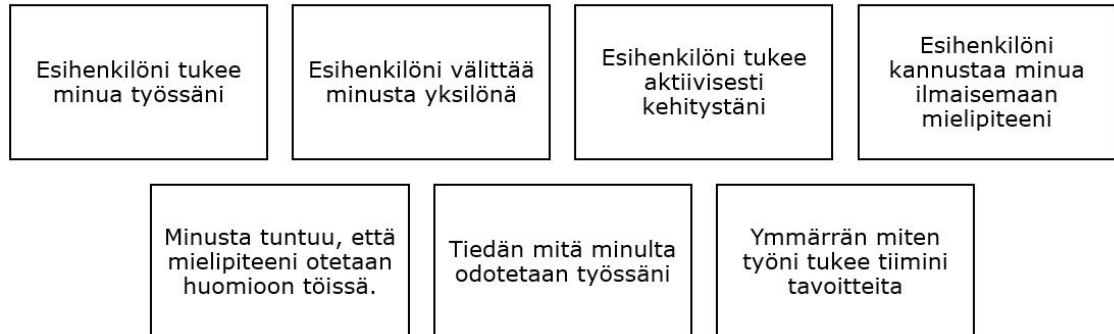 Esihenkilöni tukee
minua työssäni
Esihenkilöni välittää
minusta yksilönä
Esihenkilöni tukee
aktiivisesti
kehitystäni
Esihenkilöni
kannustaa minua
ilmaisemaan
mielipiteeni
Minusta tuntuu, että
mielipiteeni otetaan
huomioon töissä.
Tiedän mitä minulta
odotetaan työssäni
Ymmärrän miten
työni tukee tiimini
tavoitteita